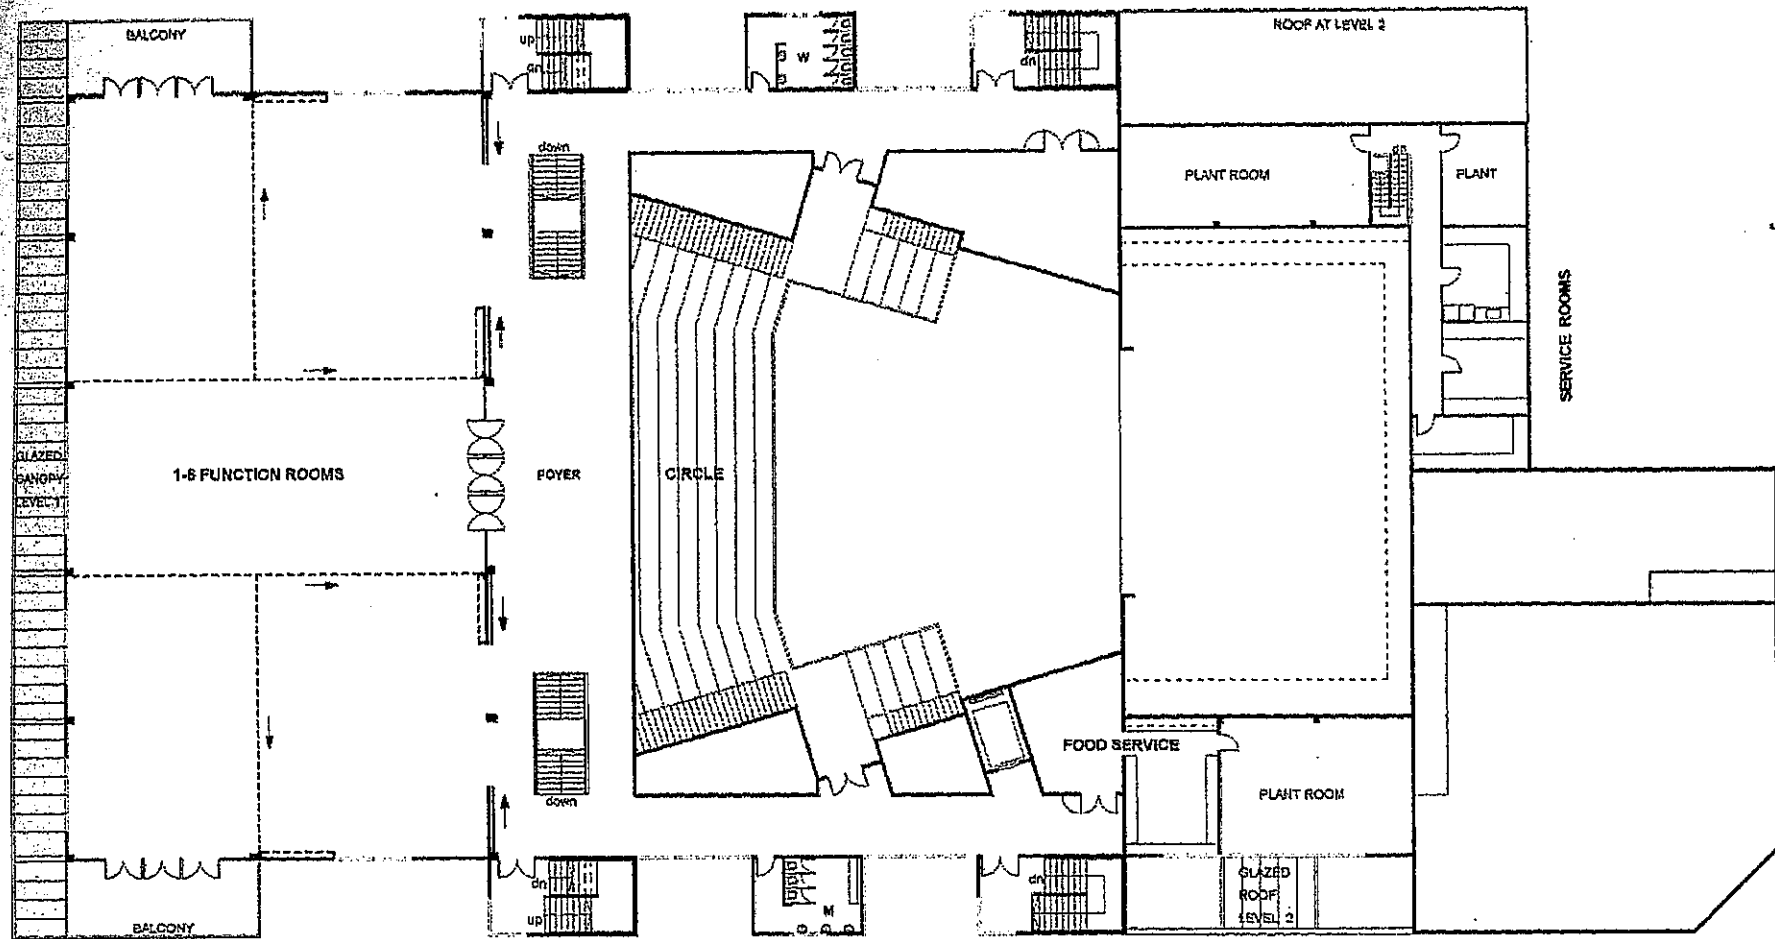 BALCONY
up
dn
W
dn
ROOF AT LEVEL 2
down
PLANT ROOM
dn
PLANT
SERVICE ROOMS
GLAZED
CANOPY
LEVEL 1
1-6 FUNCTION ROOMS
FOYER
CIRCLE
FOOD SERVICE
PLANT ROOM
down
dn
up
M
dn
GLAZED
ROOF
LEVEL 2
BALCONY